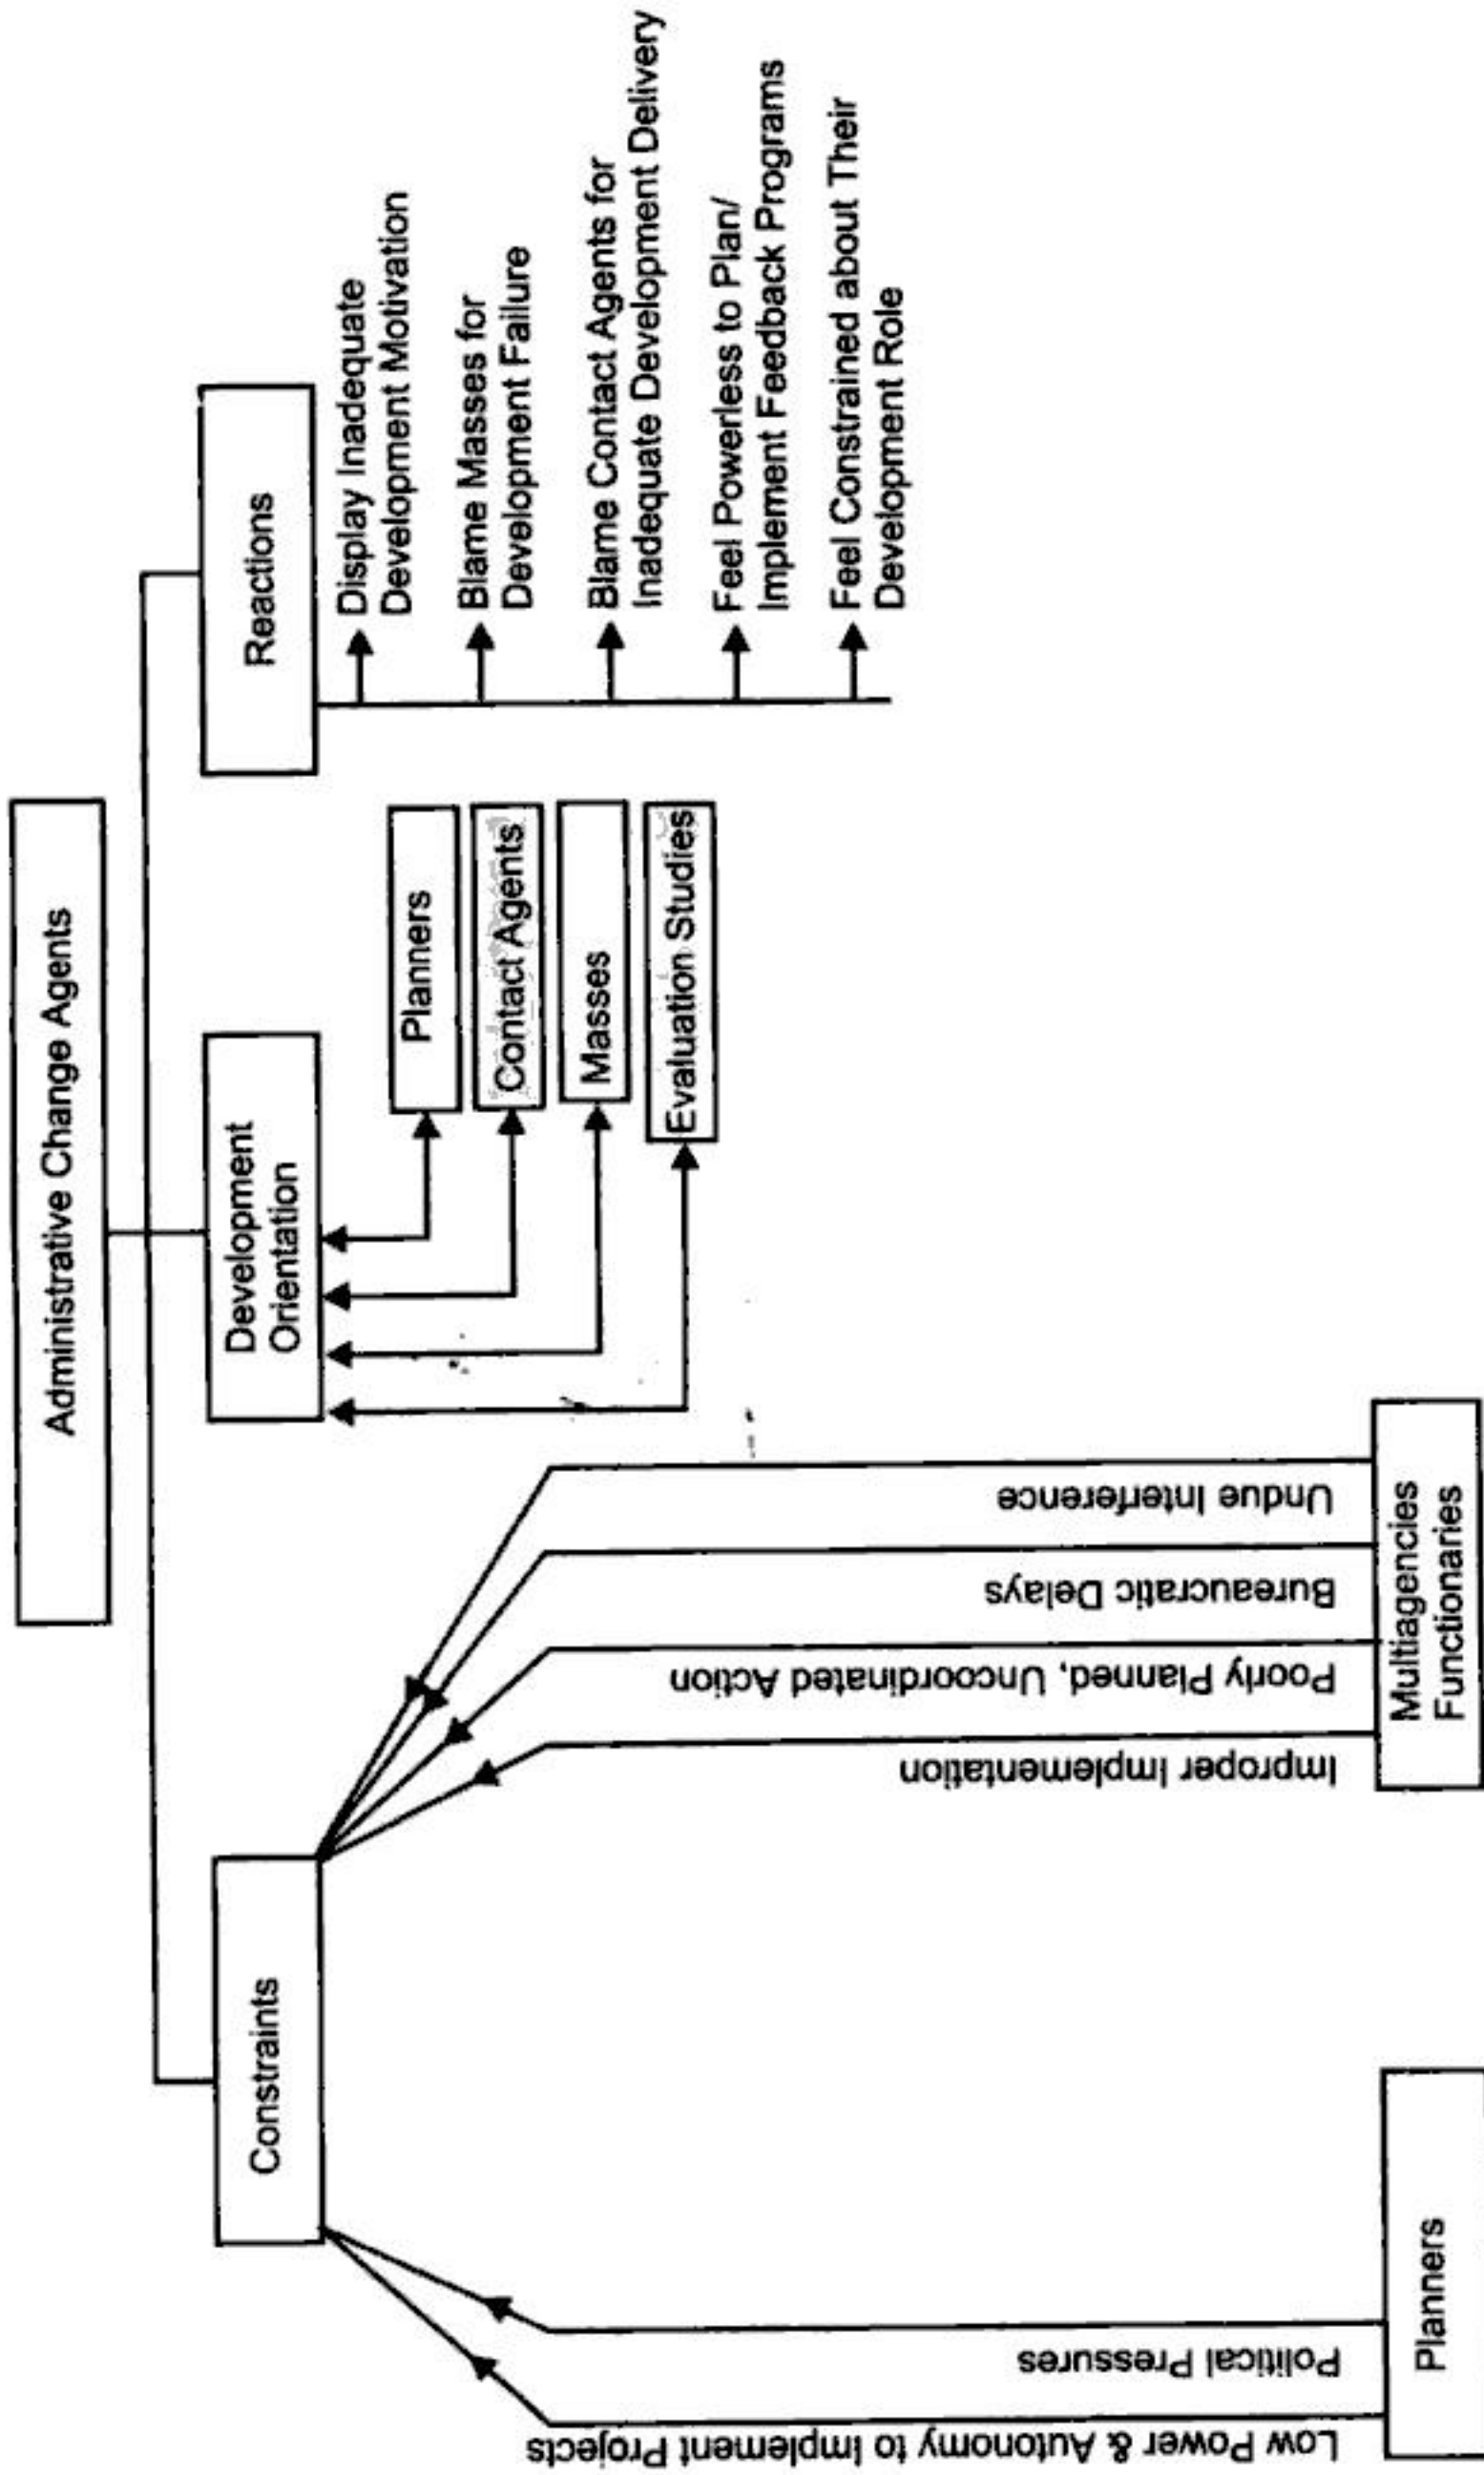 Administrative Change Agents
Constraints
Development
Orientation
Reactions
Planners
Contact Agents
Masses
Evaluation Studies
Display Inadequate
Development Motivation
Blame Masses for
Development Failure
Blame Contact Agents for
Inadequate Development Delivery
Feel Powerless to Plan/
Implement Feedback Programs
Feel Constrained about Their
Development Role
Low Power & Autonomy to Implement Projects
Political Pressures
Improper Implementation
Poorly Planned, Uncoordinated Action
Bureaucratic Delays
Undue Interference
Planners
Multiagencies
Functionaries